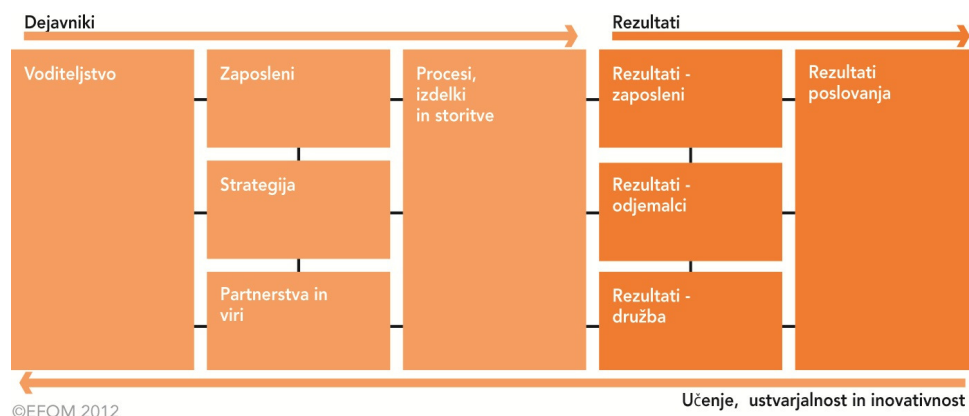 Dejavniki
Rezultati
Voditeljstvo
Zaposleni
Procesi,
izdelki
in storitve
Rezultati -
zaposleni
Rezultati
poslovanja
Strategija
Rezultati -
odjemalci
Partnerstva in
viri
Rezultati -
družba
Učenje, ustvarjalnost in inovativnost
©EFQM 2012